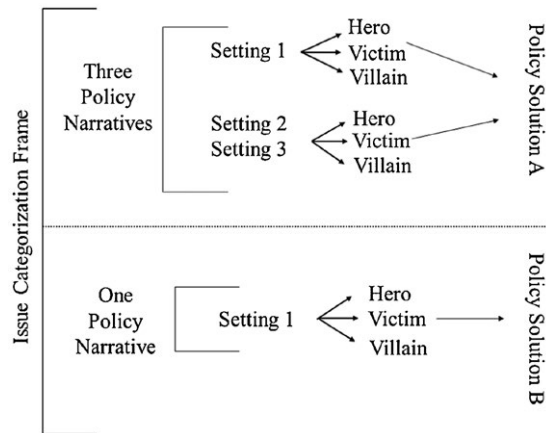 Issue Categorization Frame
Three
Policy
Narratives
Setting 1
Hero
Victim
Villain
Setting 2
Setting 3
Hero
Victim
Villain
Policy Solution A
One
Policy
Narrative
Setting 1
Hero
Victim
Villain
Policy Solution B